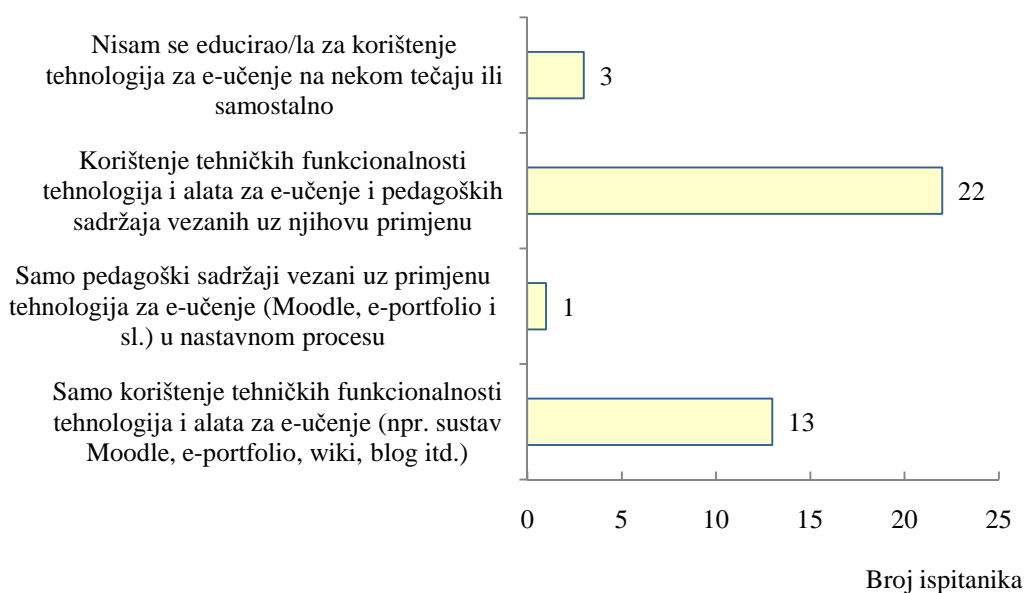 Nisam se educirao/la za korištenje
tehnologija za e-učenje na nekom tečaju ili
samostalno
3
Korištenje tehničkih funkcionalnosti
tehnologija i alata za e-učenje i pedagoških
sadržaja vezanih uz njihovu primjenu
22
Samo pedagoški sadržaji vezani uz primjenu
tehnologija za e-učenje (Moodle, e-portfolio i
sl.) u nastavnom procesu
1
Samo korištenje tehničkih funkcionalnosti
tehnologija i alata za e-učenje (npr. sustav
Moodle, e-portfolio, wiki, blog itd.)
13
0 5 10 15 20 25
Broj ispitanika